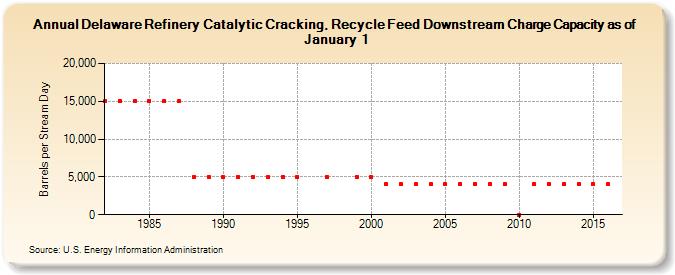 Annual Delaware Refinery Catalytic Cracking, Recycle Feed Downstream Charge Capacity as of
January 1
Barrels per Stream Day
20,000
15,000
10,000
5,000
0
1985 1990 1995 2000 2005 2010 2015
Source: U.S. Energy Information Administration